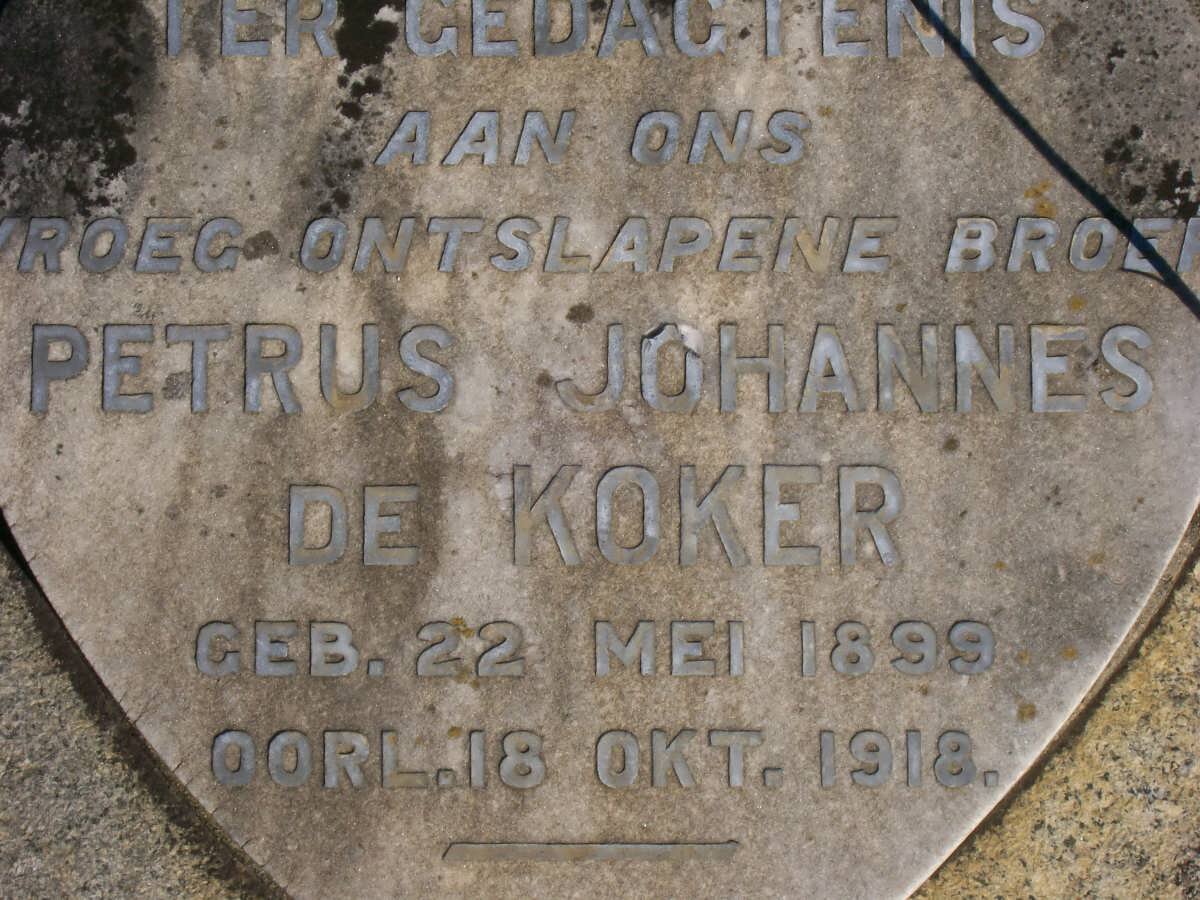 TER GEDACTENIS
AAN ONS
VROEG ONTSLAPENE BROER
PETRUS JOHANNES
DE KOKER
GEB. 22 MEI 1899
OORL. 18 OKT. 1918.